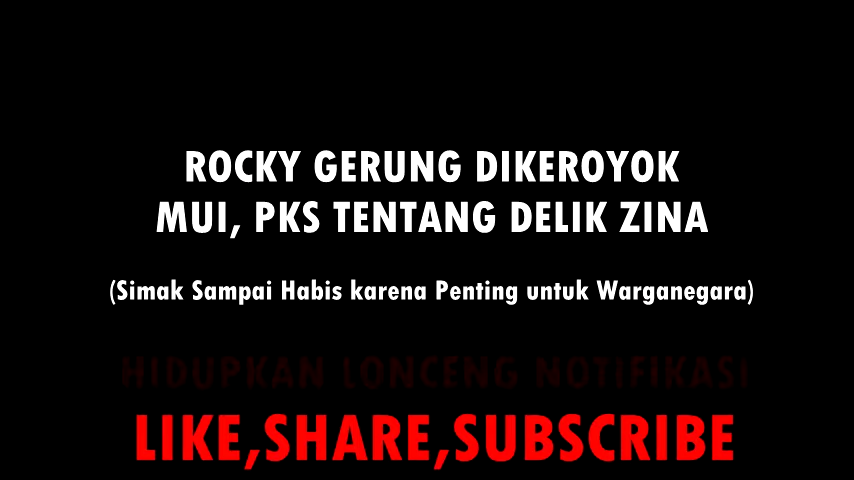 ROCKY GERUNG DIKEROYOK
MUI, PKS TENTANG DELIK ZINA
(Simak Sampai Habis karena Penting untuk Warganegara)
HIDUPKAN LONCENG NOTIFIKASI
LIKE,SHARE,SUBSCRIBE